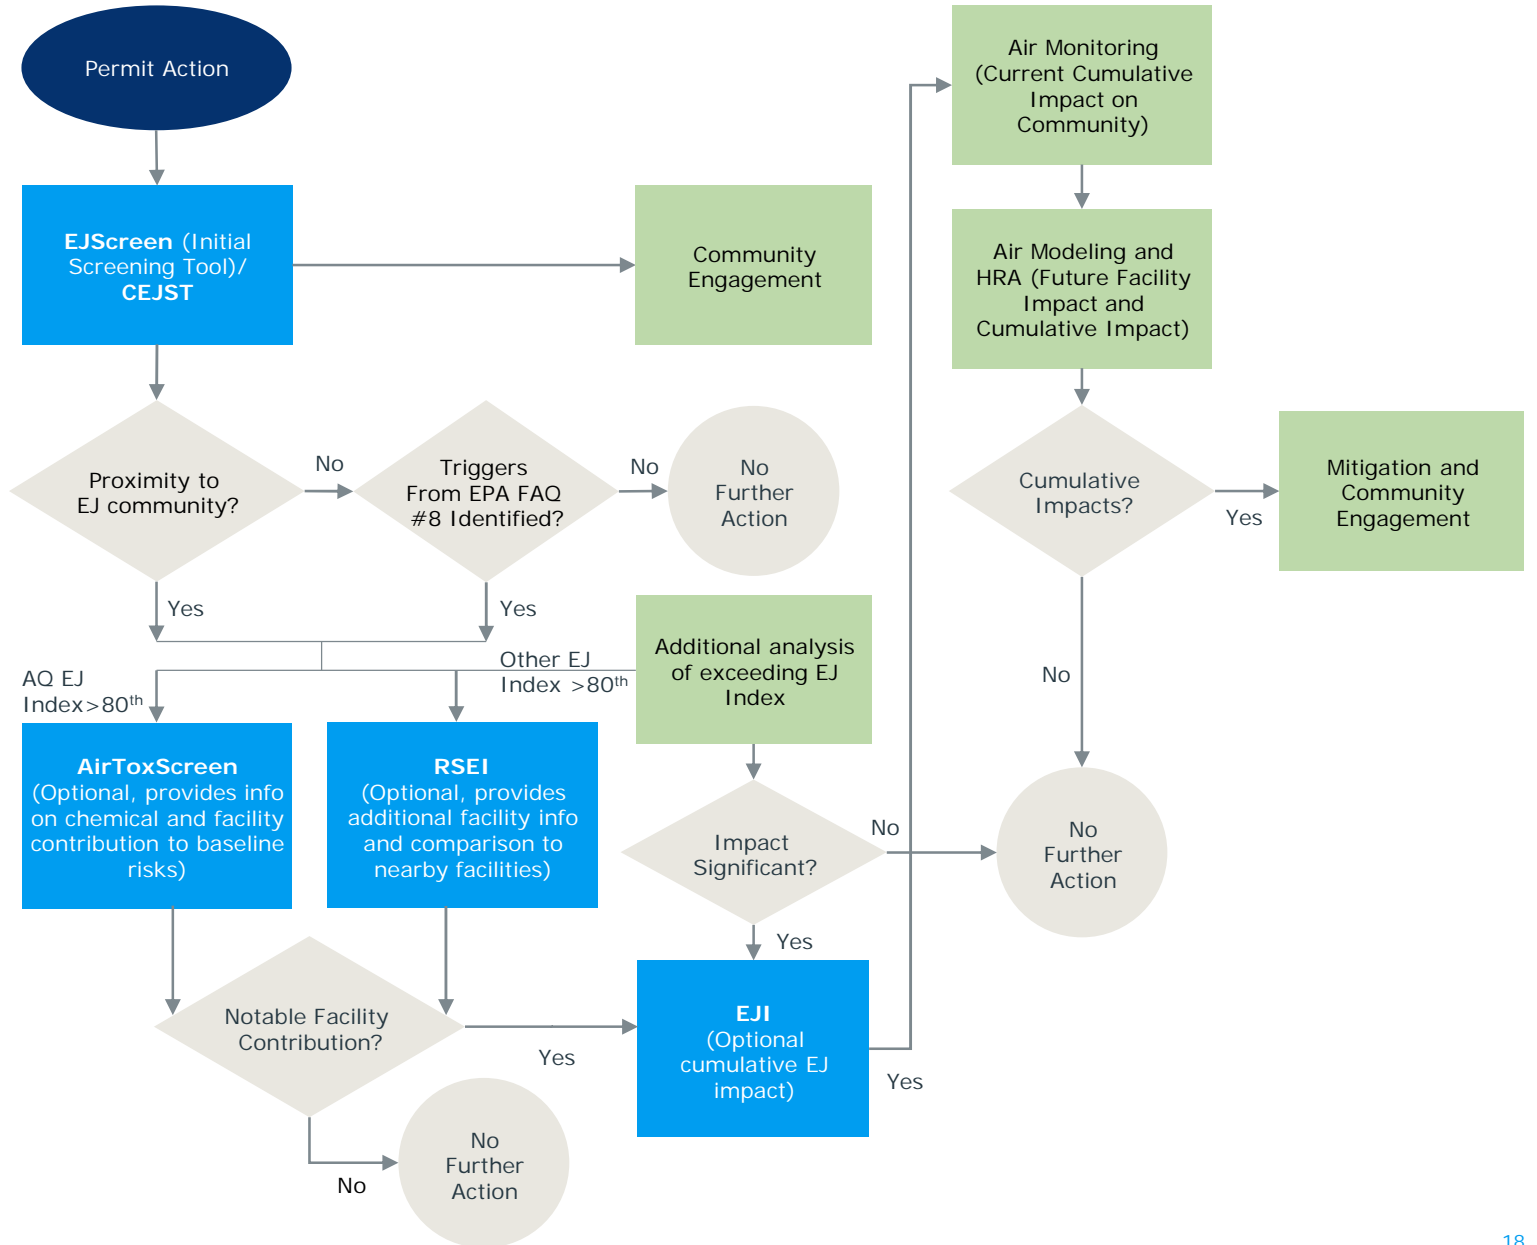 Permit Action
EJScreen (Initial
Screening Tool)/
CEJST
Community
Engagement
Proximity to
EJ community?
No
Triggers
From EPA FAQ
#8 Identified?
No
No
Further
Action
Yes
Yes
AQ EJ
Index>80th
Other EJ
Index >80th
Additional analysis
of exceeding EJ
Index
AirToxScreen
(Optional, provides info
on chemical and facility
contribution to baseline
risks)
RSEI
(Optional, provides
additional facility info
and comparison to
nearby facilities)
Impact
Significant?
No
Yes
Notable Facility
Contribution?
Yes
No
No
Further
Action
EJI
(Optional
cumulative EJ
impact)
Yes
Air Monitoring
(Current Cumulative
Impact on
Community)
Air Modeling and
HRA (Future Facility
Impact and
Cumulative Impact)
Cumulative
Impacts?
Yes
Mitigation and
Community
Engagement
No
No
Further
Action
18